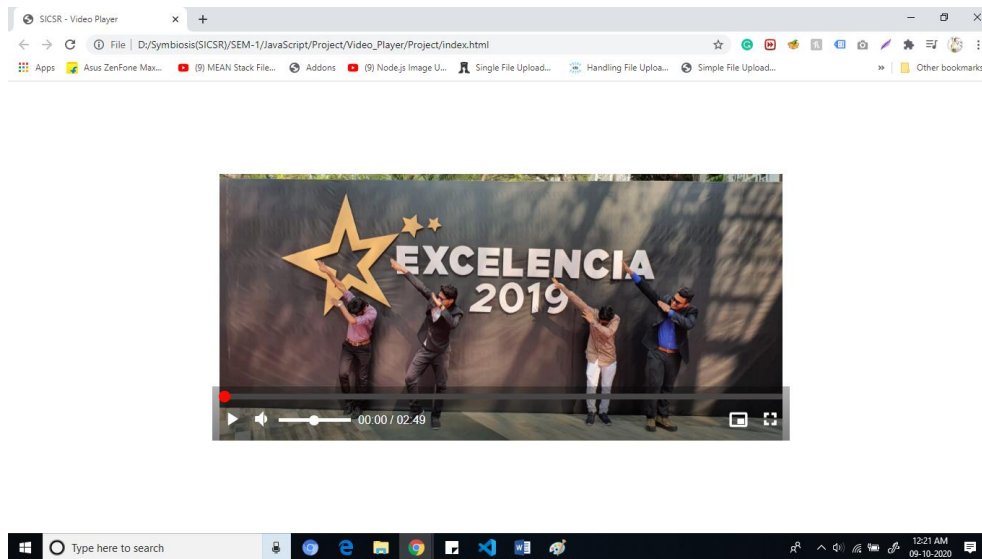 SICSR - Video Player
File | D:/Symbiosis(SICSR)/SEM-1/JavaScript/Project/Video_Player/Project/index.html
Apps Asus ZenFone Max... (9) MEAN Stack File... Addons (9) Node.js Image U... Single File Upload... Handling File Uploa... Simple File Upload... » Other bookmarks
EXCELENCIA
2019
00:00 / 02:49
Type here to search
12:21 AM
09-10-2020